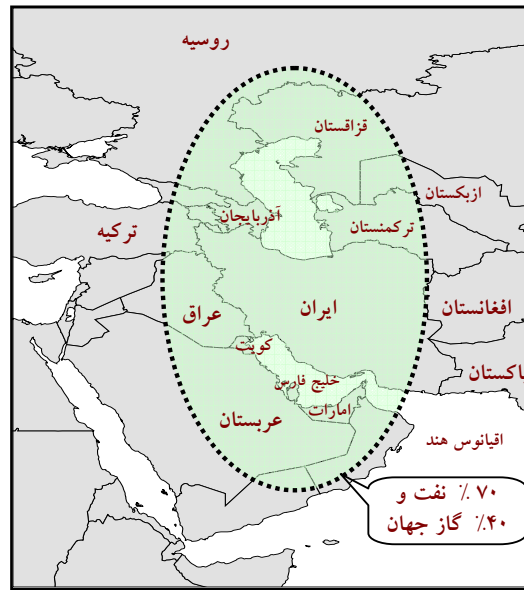 روسیه
قزاقستان
ازبکستان
آذربایجان
ترکمنستان
ترکیه
ایران
عراق
افغانستان
کویت
پاکستان
خلیج فارس
امارات
عربستان
اقیانوس هند
۷۰ ٪ نفت و
۴۰٪ گاز جهان